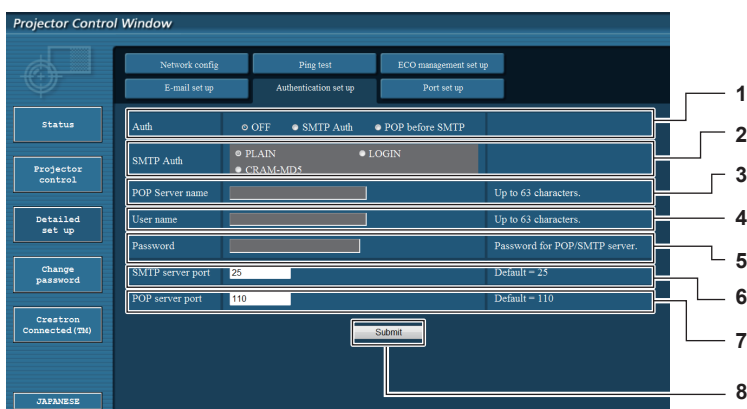 Projector Control Window
Network config Ping test ECO management set up
E-mail set up Authentication set up Port set up
1
Status
Auth OFF SMTP Auth POP before SMTP
2
SMTP Auth PLAIN LOGIN
CRAM-MD5
Projector
control
3
POP Server name Up to 63 characters.
Detailed
set up
User name Up to 63 characters.
4
Password Password for POP/SMTP server.
5
Change
password
SMTP server port 25 Default = 25
6
POP server port 110 Default = 110
Crestron
Connected(TM)
Submit
7
8
JAPANESE